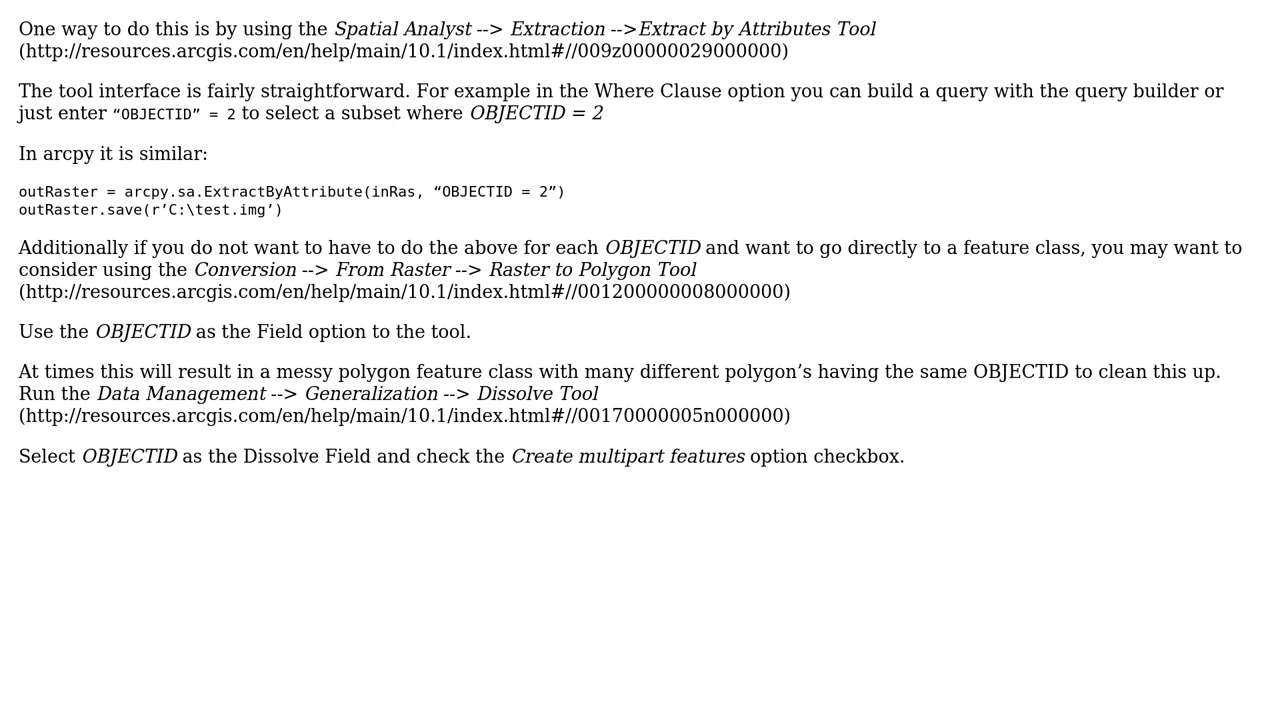 One way to do this is by using the Spatial Analyst --> Extraction -->Extract by Attributes Tool
(http://resources.arcgis.com/en/help/main/10.1/index.html#//009z00000029000000)
The tool interface is fairly straightforward. For example in the Where Clause option you can build a query with the query builder or
just enter “OBJECTID” = 2 to select a subset where OBJECTID = 2
In arcpy it is similar:
outRaster = arcpy.sa.ExtractByAttribute(inRas, “OBJECTID = 2”)
outRaster.save(r’C:\test.img’)
Additionally if you do not want to have to do the above for each OBJECTID and want to go directly to a feature class, you may want to
consider using the Conversion --> From Raster --> Raster to Polygon Tool
(http://resources.arcgis.com/en/help/main/10.1/index.html#//001200000008000000)
Use the OBJECTID as the Field option to the tool.
At times this will result in a messy polygon feature class with many different polygon’s having the same OBJECTID to clean this up.
Run the Data Management --> Generalization --> Dissolve Tool
(http://resources.arcgis.com/en/help/main/10.1/index.html#//00170000005n000000)
Select OBJECTID as the Dissolve Field and check the Create multipart features option checkbox.